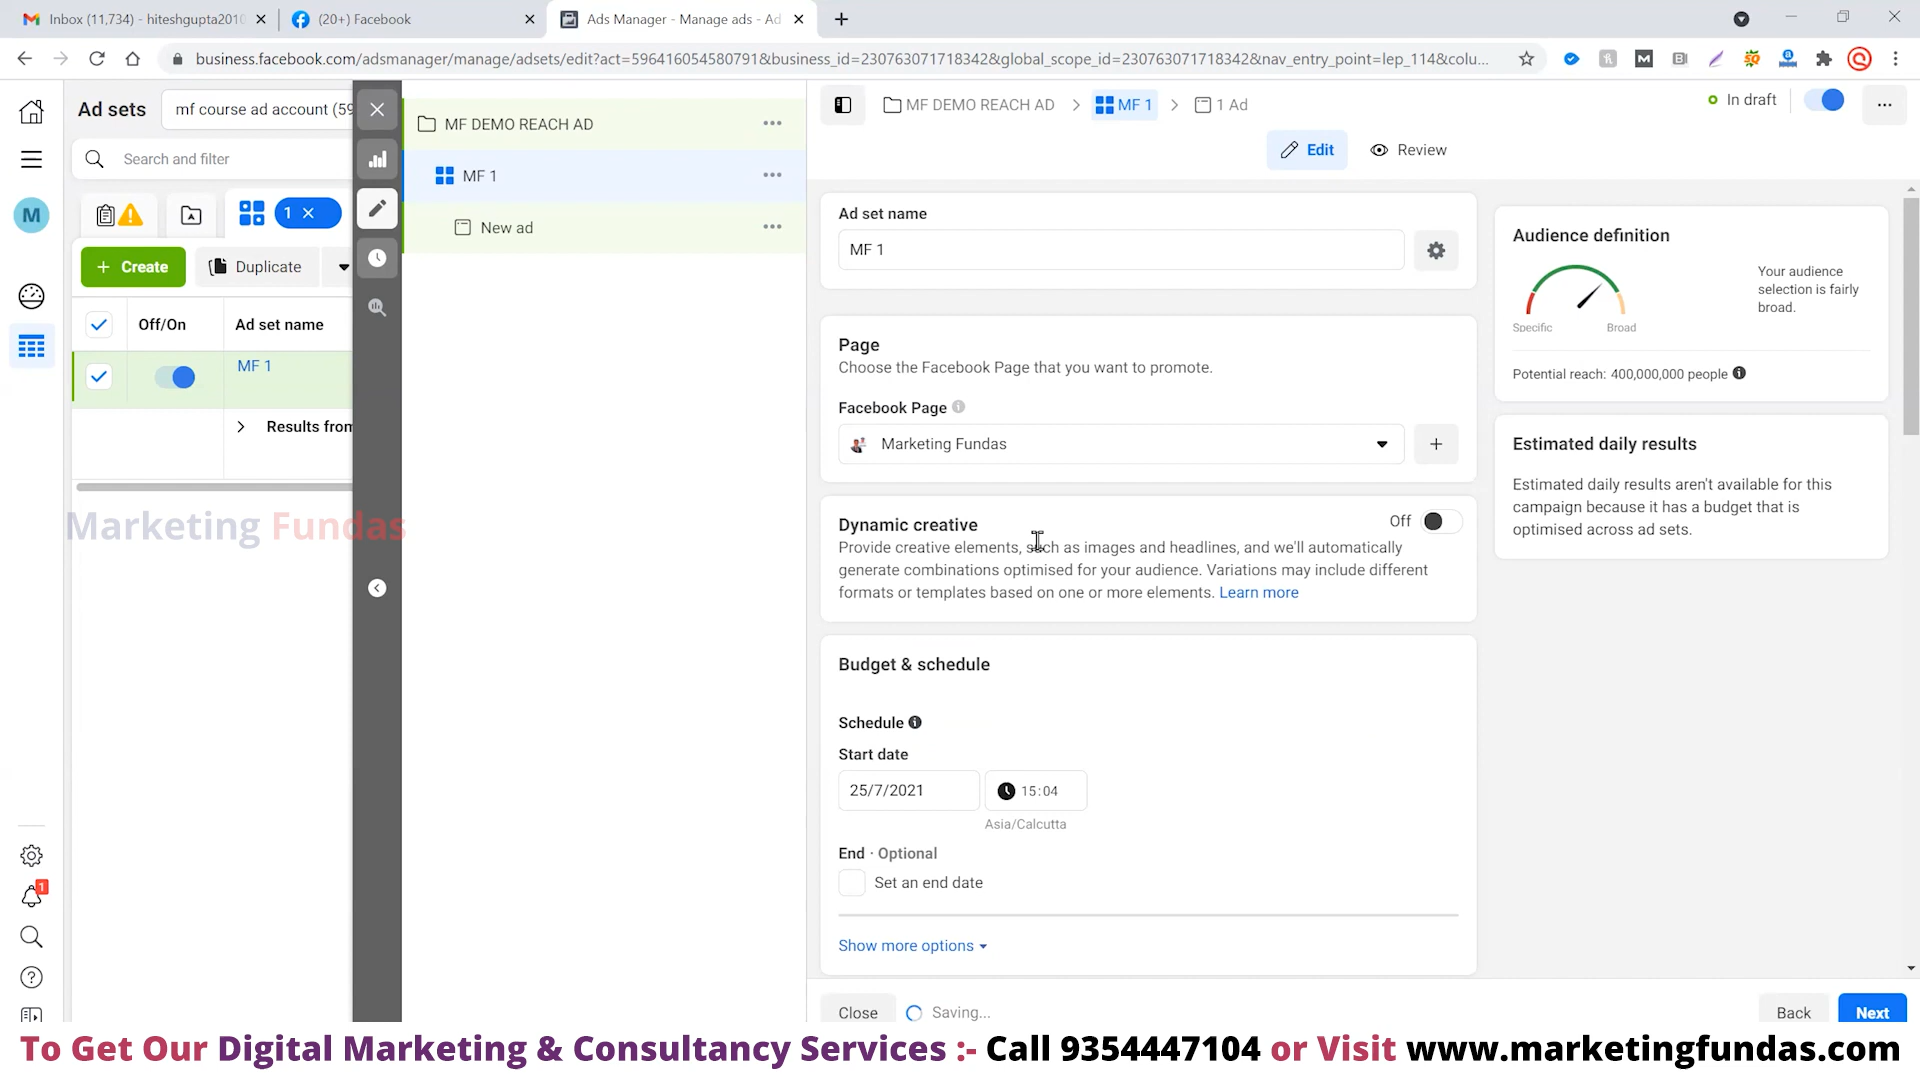 Inbox (11,734) - hiteshgupta2010
(20+) Facebook
Ads Manager - Manage ads - Ad
business.facebook.com/adsmanager/manage/adsets/edit?act=596416054580791&business_id=230763071718342&global_scope_id=230763071718342&nav_entry_point=lep_114&colu...
Ad sets
mf course ad account (59
Search and filter
M
1
Create
Duplicate
Off/On
Ad set name
MF 1
Results from
MF DEMO REACH AD
MF 1
New ad
MF DEMO REACH AD
MF 1
1 Ad
In draft
Edit
Review
Ad set name
MF 1
Page
Choose the Facebook Page that you want to promote.
Facebook Page
Marketing Fundas
Dynamic creative
Off
Provide creative elements, such as images and headlines, and we'll automatically
generate combinations optimised for your audience. Variations may include different
formats or templates based on one or more elements. Learn more
Budget & schedule
Schedule
Start date
25/7/2021
15:04
Asia/Calcutta
End · Optional
Set an end date
Show more options
Close
Saving...
Back
Next
Audience definition
Specific
Broad
Your audience
selection is fairly
broad.
Potential reach: 400,000,000 people
Estimated daily results
Estimated daily results aren't available for this
campaign because it has a budget that is
optimised across ad sets.
Marketing Fundas
1
To Get Our Digital Marketing & Consultancy Services :- Call 9354447104 or Visit www.marketingfundas.com